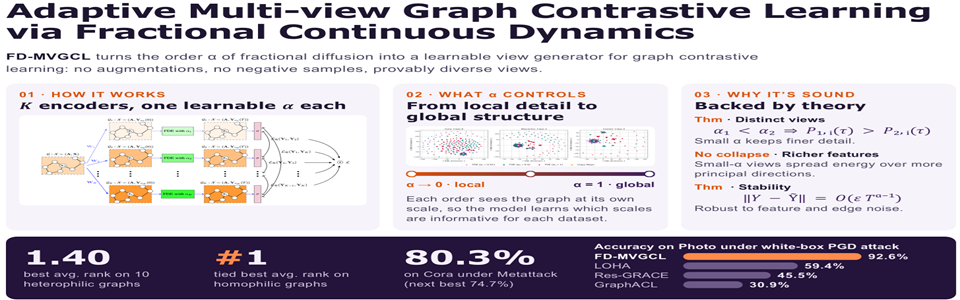 Adaptive Multi-view Graph Contrastive Learning
via Fractional Continuous Dynamics
FD-MVGCL turns the order α of fractional diffusion into a learnable view generator for graph contrastive
learning: no augmentations, no negative samples, provably diverse views.
01 · HOW IT WORKS
K encoders, one learnable α each
02 · WHAT α CONTROLS
From local detail to
global structure
α → 0 · local
α = 1 · global
Each order sees the graph at its own
scale, so the model learns which scales
are informative for each dataset.
03 · WHY IT'S SOUND
Backed by theory
Thm · Distinct views
α₁ < α₂ ⇒ P₁,ᵢ(τ) > P₂,ᵢ(τ)
Small α keeps finer detail.
No collapse · Richer features
Small-α views spread energy over more
principal directions.
Thm · Stability
‖Y − Ỹ‖ = O(ε Tᵅ⁻¹)
Robust to feature and edge noise.
1.40
best avg. rank on 10
heterophilic graphs
#1
tied best avg. rank on
homophilic graphs
80.3%
on Cora under Metattack
(next best 74.7%)
Accuracy on Photo under white-box PGD attack
FD-MVGCL 92.6%
LOHA 59.4%
Res-GRACE 45.5%
GraphACL 30.9%